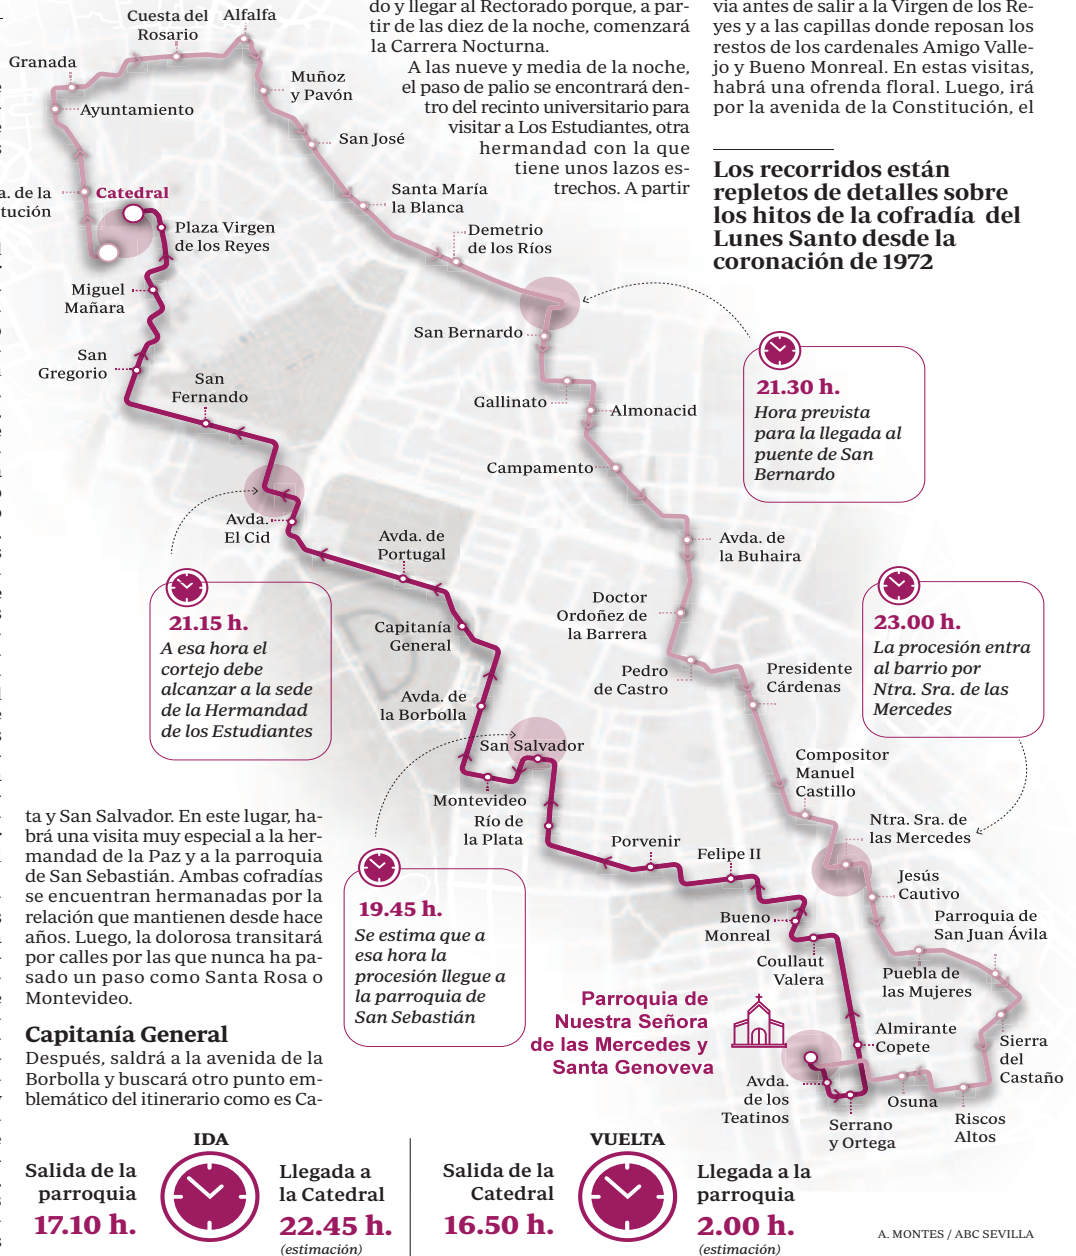 do y llegar al Rectorado porque, a par-
tir de las diez de la noche, comenzará
la Carrera Nocturna.
A las nueve y media de la noche,
el paso de palio se encontrará den-
tro del recinto universitario para
visitar a Los Estudiantes, otra
hermandad con la que
tiene unos lazos es-
trechos. A partir
vía antes de salir a la Virgen de los Re-
yes y a las capillas donde reposan los
restos de los cardenales Amigo Valle-
jo y Bueno Monreal. En estas visitas,
habrá una ofrenda floral. Luego, irá
por la avenida de la Constitución, el
Los recorridos están
repletos de detalles sobre
los hitos de la cofradía del
Lunes Santo desde la
coronación de 1972
Cuesta del
Rosario
Alfalfa
Granada
Ayuntamiento
Muñoz
y Pavón
San José
a. de la
tución
Catedral
Plaza Virgen
de los Reyes
Santa María
la Blanca
Demetrio
de los Ríos
Miguel
Mañara
San
Gregorio
San
Fernando
San Bernardo
Gallinato
Almonacid
Campamento
21.30 h.
Hora prevista
para la llegada al
puente de San
Bernardo
Avda.
El Cid
Avda. de
Portugal
Avda. de
la Buhaira
21.15 h.
A esa hora el
cortejo debe
alcanzar a la sede
de la Hermandad
de los Estudiantes
Capitanía
General
Doctor
Ordoñez de
la Barrera
23.00 h.
La procesión entra
al barrio por
Ntra. Sra. de las
Mercedes
Pedro
de Castro
Presidente
Cárdenas
Avda. de
la Borbolla
San Salvador
Montevideo
Río de
la Plata
Compositor
Manuel
Castillo
Ntra. Sra. de
las Mercedes
Porvenir
Felipe II
Jesús
Cautivo
Bueno
Monreal
Coullaut
Valera
Parroquia de
San Juan Ávila
Puebla de
las Mujeres
19.45 h.
Se estima que a
esa hora la
procesión llegue a
la parroquia de
San Sebastián
Parroquia de
Nuestra Señora
de las Mercedes y
Santa Genoveva
Almirante
Copete
Sierra
del
Castaño
Avda.
de los
Teatinos
Serrano
y Ortega
Osuna
Riscos
Altos
ta y San Salvador. En este lugar, ha-
brá una visita muy especial a la her-
mandad de la Paz y a la parroquia
de San Sebastián. Ambas cofradías
se encuentran hermanadas por la
relación que mantienen desde hace
años. Luego, la dolorosa transitará
por calles por las que nunca ha pa-
sado un paso como Santa Rosa o
Montevideo.
Capitanía General
Después, saldrá a la avenida de la
Borbolla y buscará otro punto em-
blemático del itinerario como es Ca-
IDA
Salida de la
parroquia
17.10 h.
Llegada a
la Catedral
22.45 h.
(estimación)
VUELTA
Salida de la
Catedral
16.50 h.
Llegada a la
parroquia
2.00 h.
(estimación)
A. MONTES / ABC SEVILLA